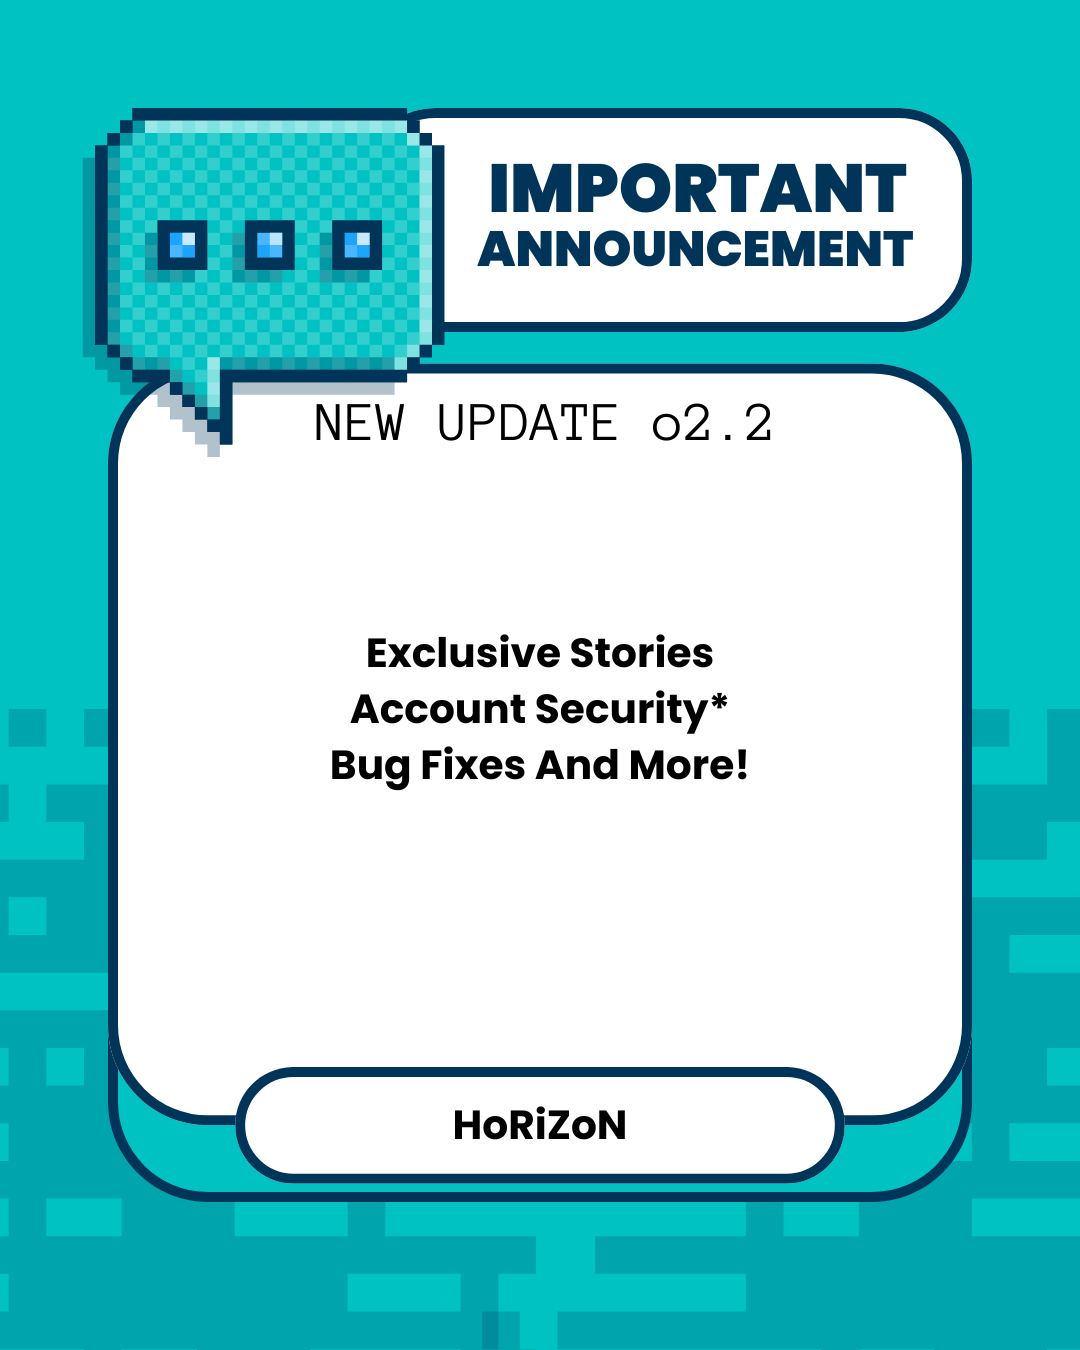 IMPORTANT
ANNOUNCEMENT
NEW UPDATE o2.2
Exclusive Stories
Account Security*
Bug Fixes And More!
HoRiZoN